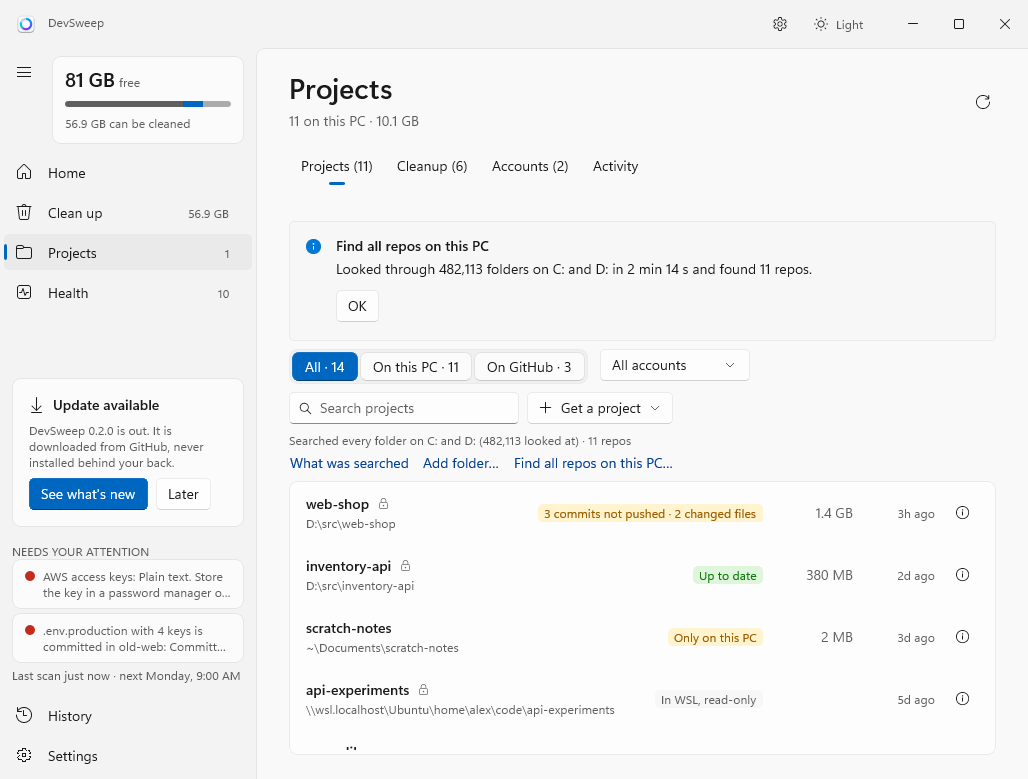 DevSweep
Light
81 GB free
56.9 GB can be cleaned
Home
Clean up 56.9 GB
Projects 1
Health 10
Update available
DevSweep 0.2.0 is out. It is
downloaded from GitHub, never
installed behind your back.
See what's new Later
NEEDS YOUR ATTENTION
AWS access keys: Plain text. Store
the key in a password manager o...
.env.production with 4 keys is
committed in old-web: Committ...
Last scan just now · next Monday, 9:00 AM
History
Settings
Projects
11 on this PC · 10.1 GB
Projects (11) Cleanup (6) Accounts (2) Activity
Find all repos on this PC
Looked through 482,113 folders on C: and D: in 2 min 14 s and found 11 repos.
OK
All · 14 On this PC · 11 On GitHub · 3 All accounts
Search projects Get a project
Searched every folder on C: and D: (482,113 looked at) · 11 repos
What was searched Add folder... Find all repos on this PC...
web-shop
D:\src\web-shop
3 commits not pushed · 2 changed files 1.4 GB 3h ago
inventory-api
D:\src\inventory-api
Up to date 380 MB 2d ago
scratch-notes
~\Documents\scratch-notes
Only on this PC 2 MB 3d ago
api-experiments
\\wsl.localhost\Ubuntu\home\alex\code\api-experiments
In WSL, read-only 5d ago